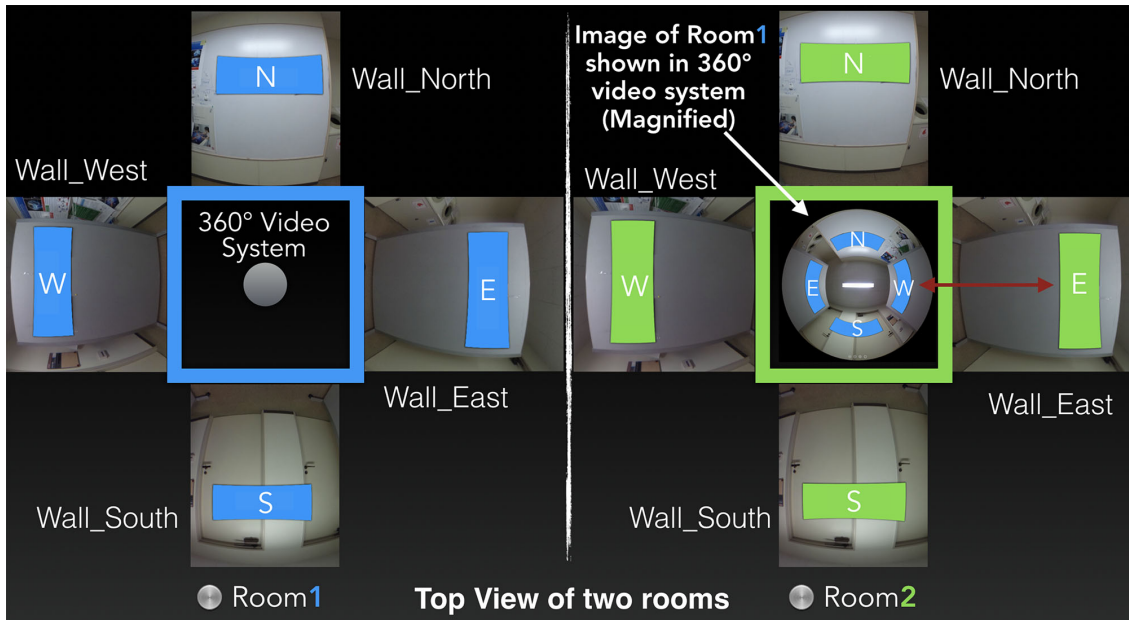 N
Wall_North
Wall_West
360° Video
System
W
E
Wall_East
S
Wall_South
Room1
Image of Room1
shown in 360°
video system
(Magnified)
N
Wall_North
Wall_West
W
N
E
W
S
E
Wall_East
S
Wall_South
Room2
Top View of two rooms